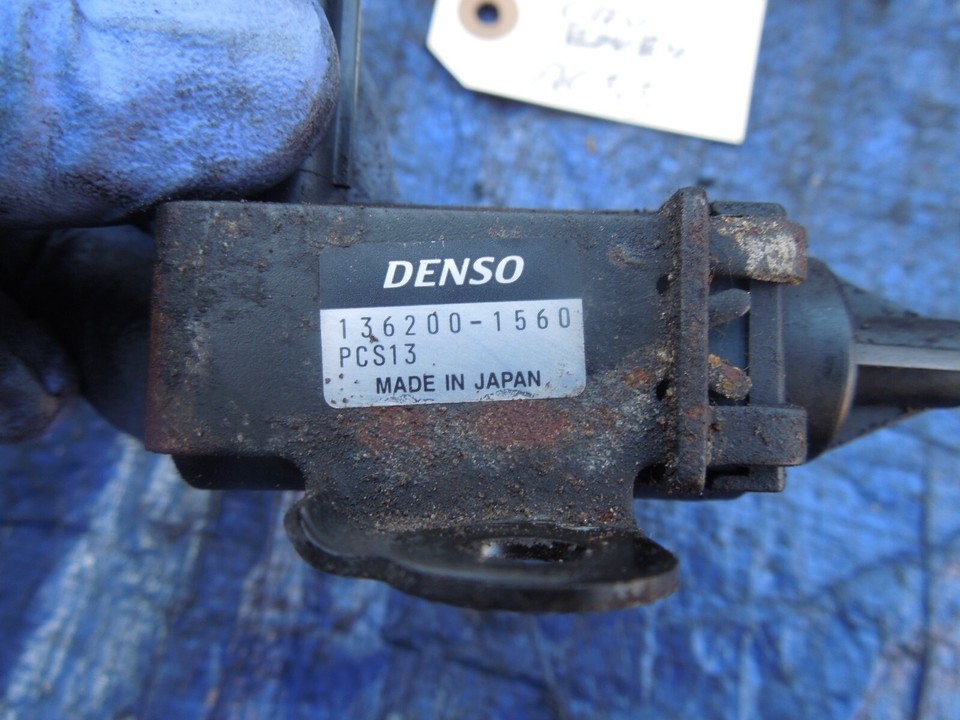 DENSO
136200-1560
PCS13
MADE IN JAPAN